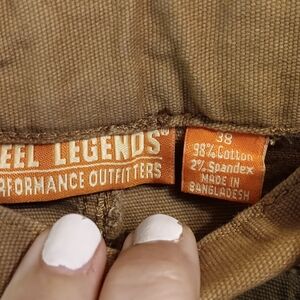 EEL LEGENDS®
RFORMANCE OUTFITTERS
38
98% Cotton
2% Spandex
MADE IN
BANGLADESH